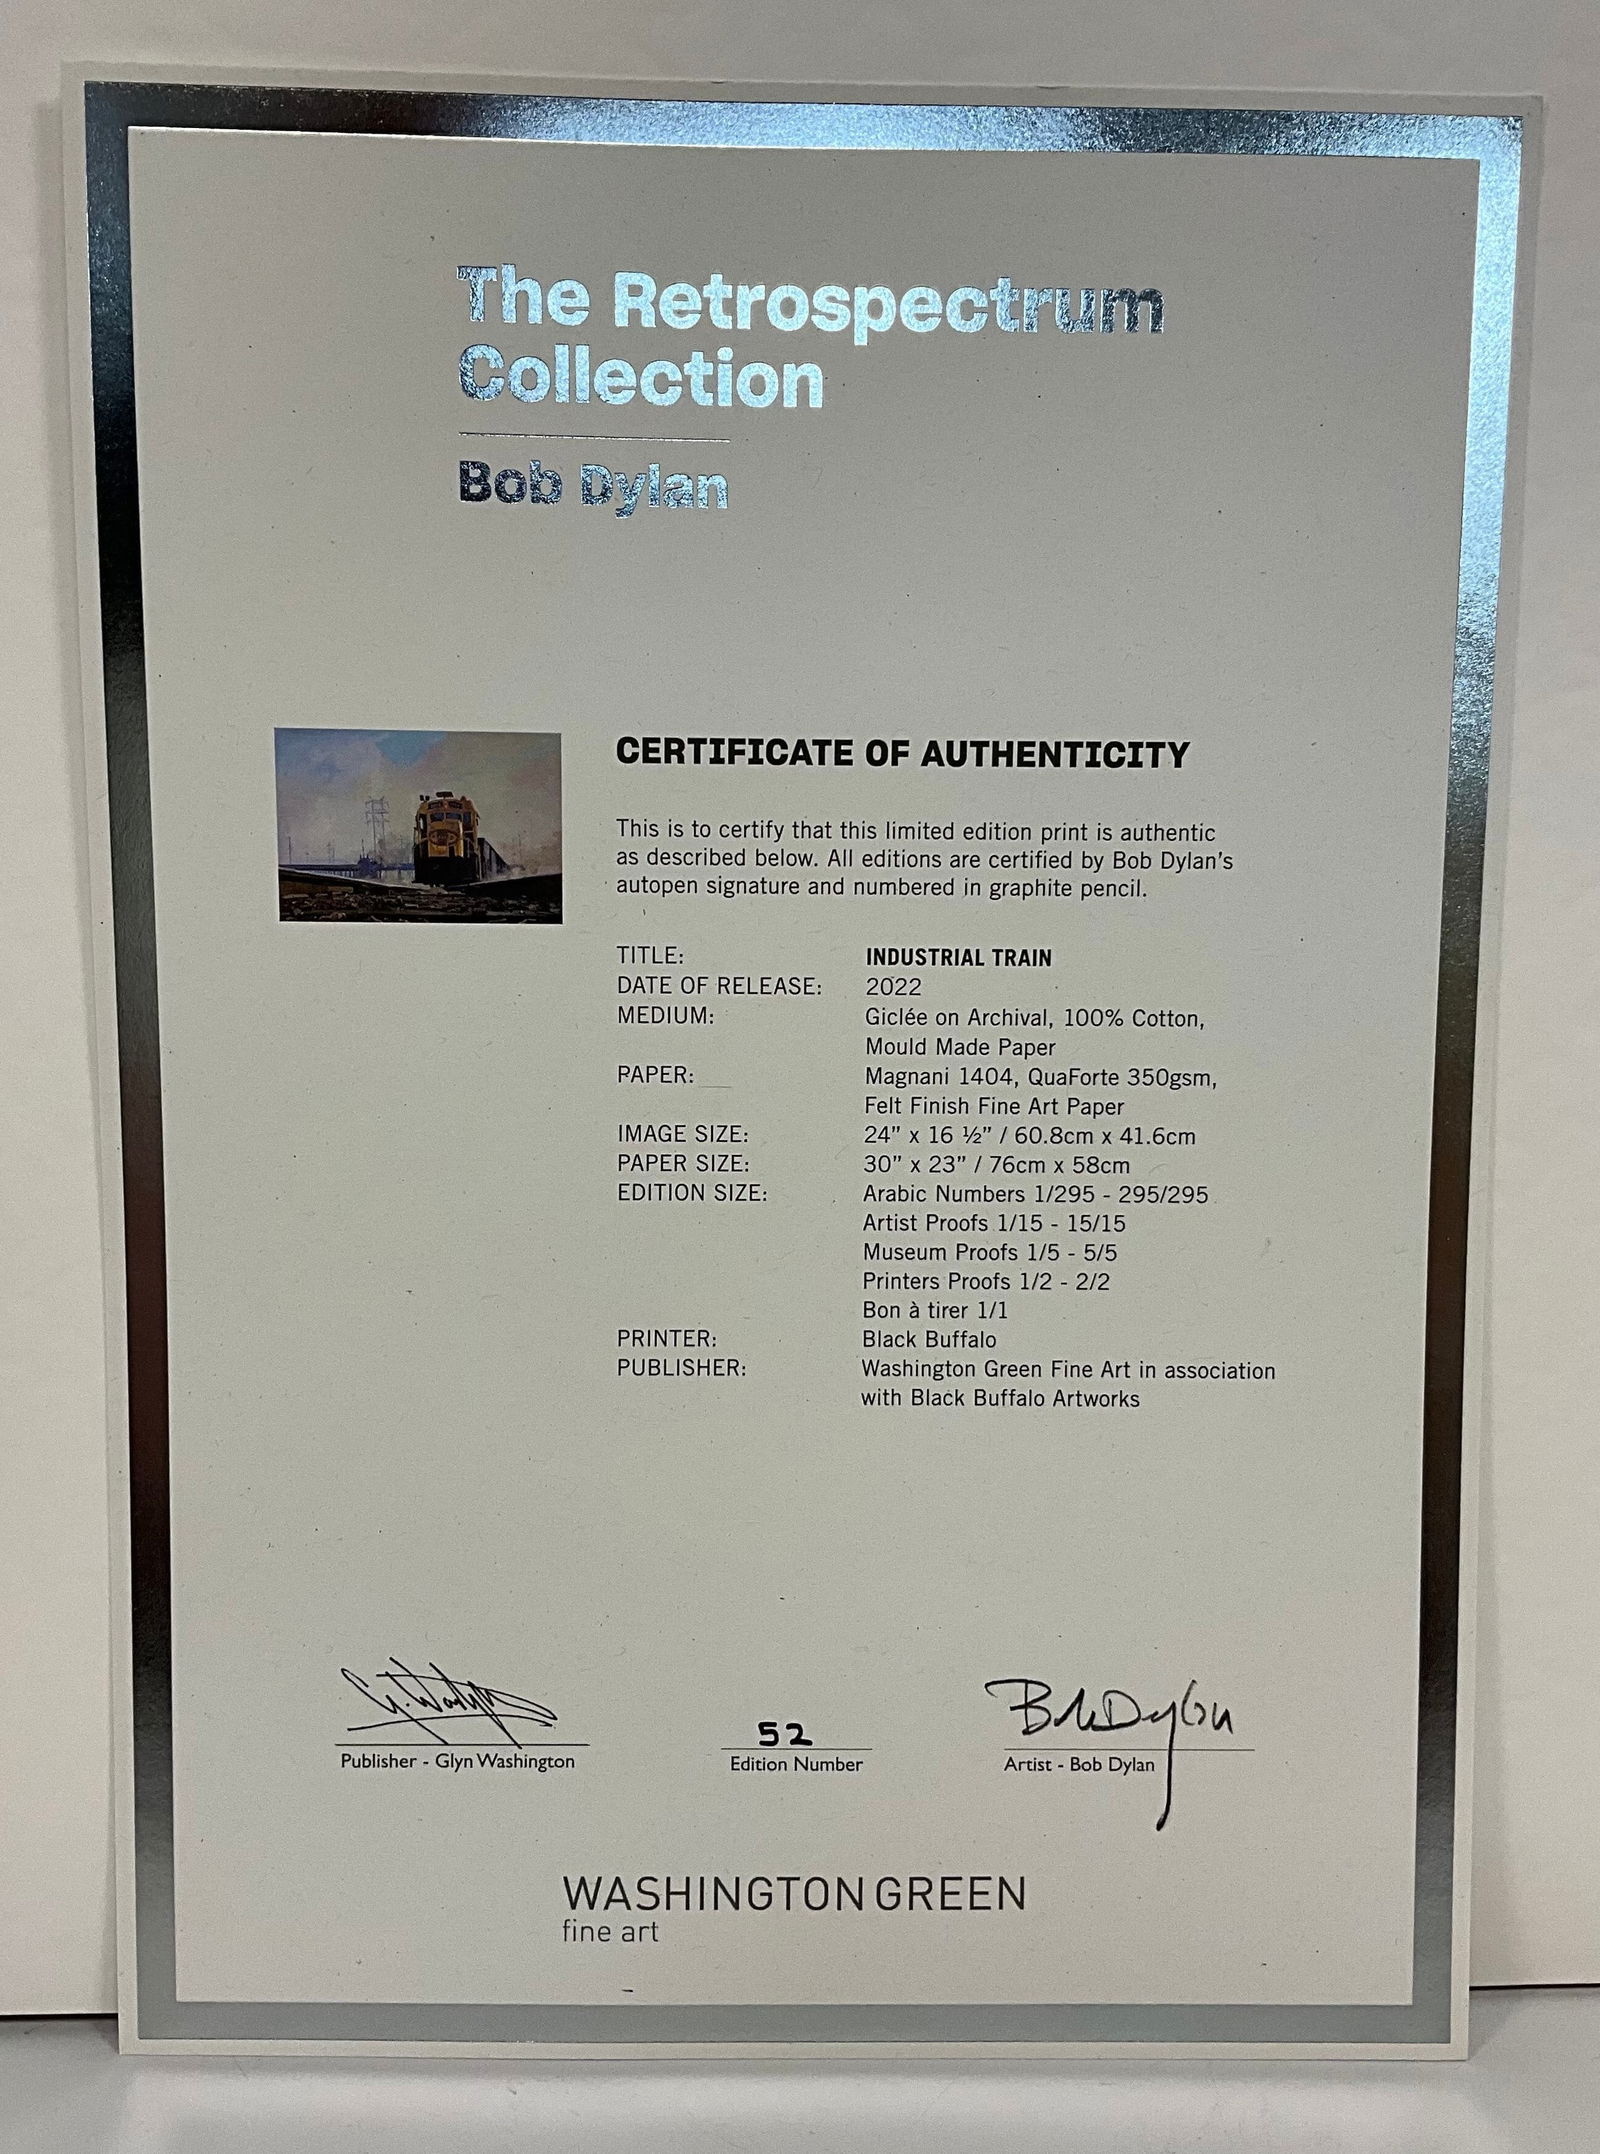 The Retrospectrum
Collection
Bob Dylan
CERTIFICATE OF AUTHENTICITY
This is to certify that this limited edition print is authentic
as described below. All editions are certified by Bob Dylan's
autopen signature and numbered in graphite pencil.
TITLE: INDUSTRIAL TRAIN
DATE OF RELEASE: 2022
MEDIUM: Giclée on Archival, 100% Cotton,
Mould Made Paper
PAPER: Magnani 1404, QuaForte 350gsm,
Felt Finish Fine Art Paper
IMAGE SIZE: 24” x 16 ½” / 60.8cm x 41.6cm
PAPER SIZE: 30” x 23” / 76cm x 58cm
EDITION SIZE: Arabic Numbers 1/295 - 295/295
Artist Proofs 1/15 - 15/15
Museum Proofs 1/5 - 5/5
Printers Proofs 1/2 - 2/2
Bon à tirer 1/1
PRINTER: Black Buffalo
PUBLISHER: Washington Green Fine Art in association
with Black Buffalo Artworks
52
Bob Dylan
Publisher - Glyn Washington
Edition Number
Artist - Bob Dylan
WASHINGTON GREEN
fine art